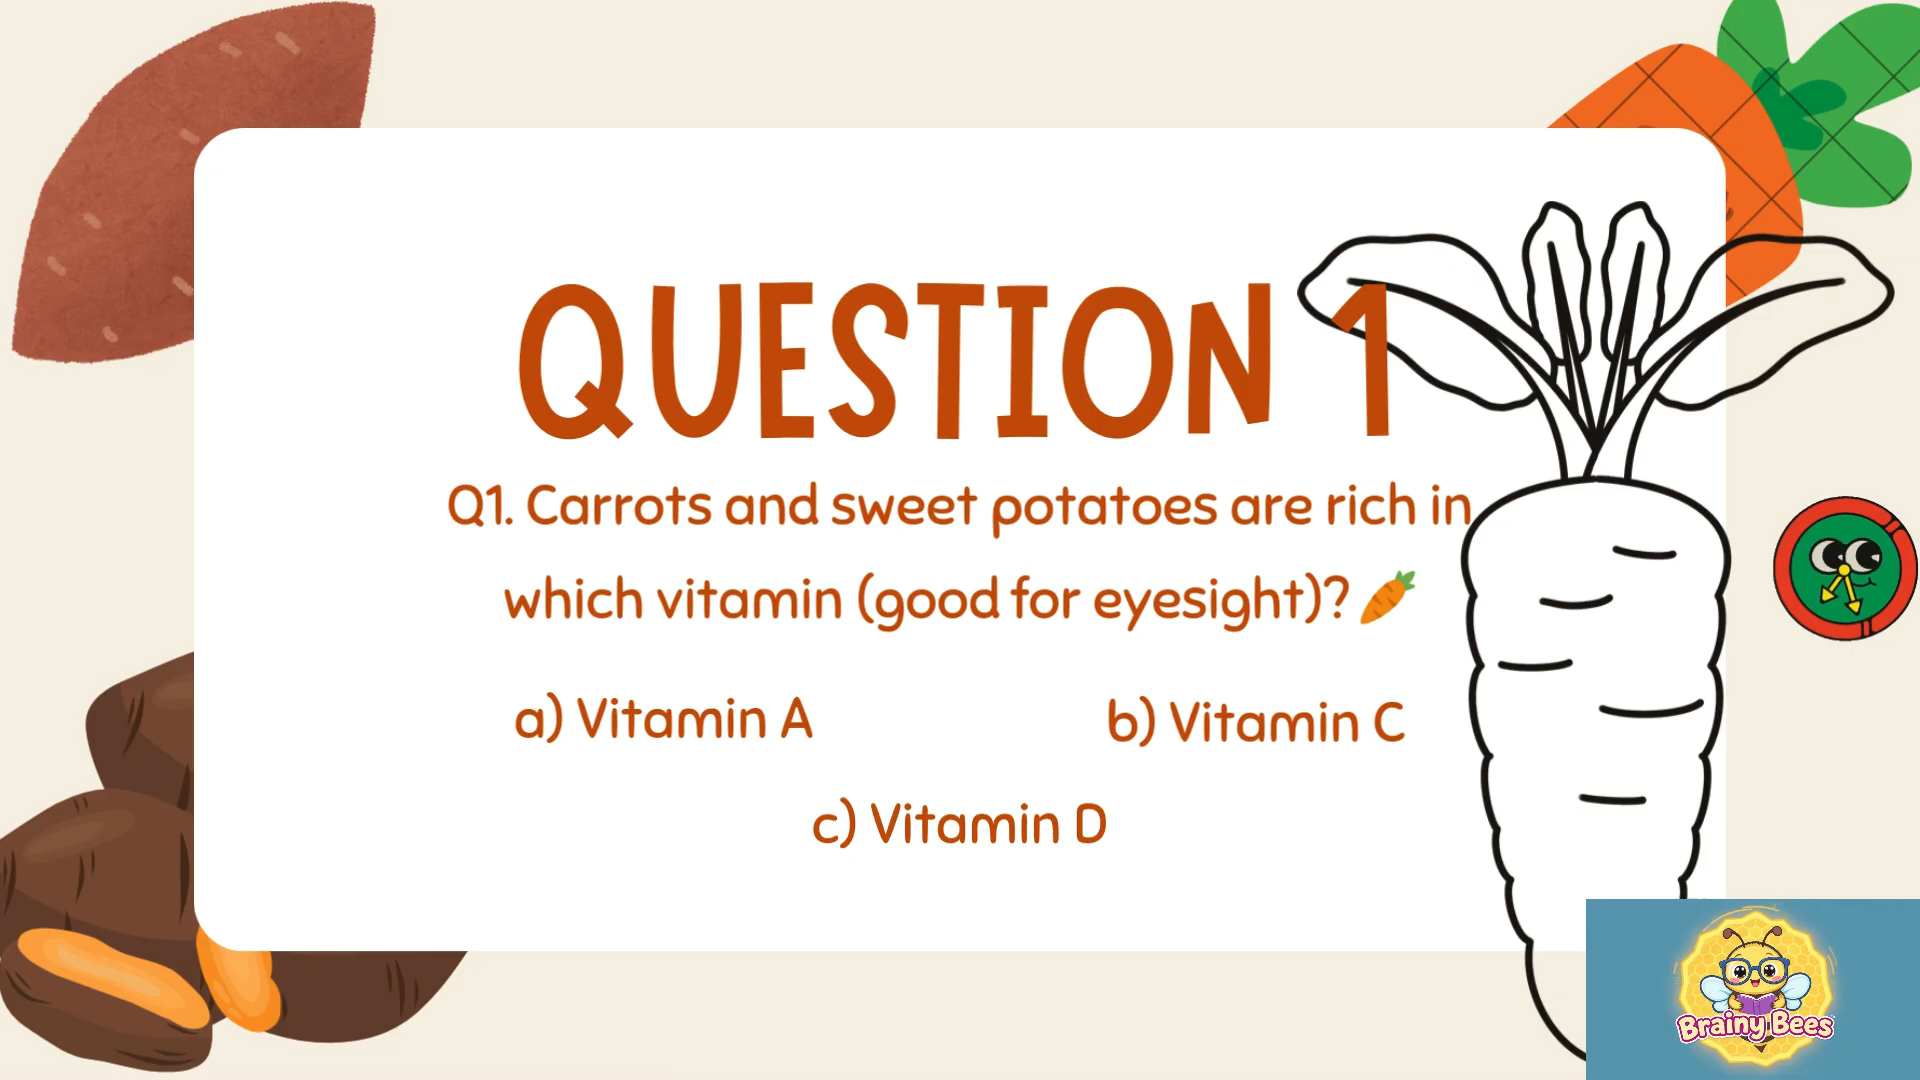 QUESTION 1
Q1. Carrots and sweet potatoes are rich in
which vitamin (good for eyesight)? 🥕
a) Vitamin A
b) Vitamin C
c) Vitamin D
Brainy Bees